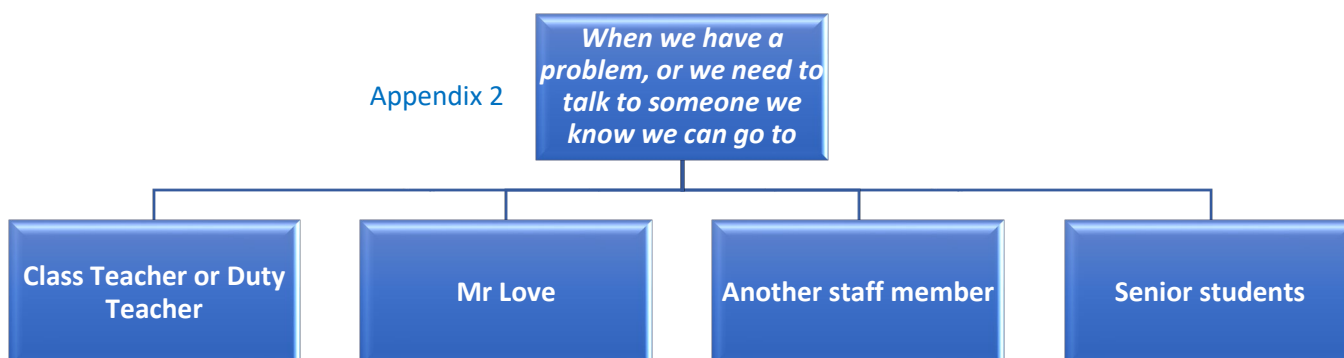 Appendix 2
When we have a
problem, or we need to
talk to someone we
know we can go to
Class Teacher or Duty
Teacher
Mr Love
Another staff member
Senior students